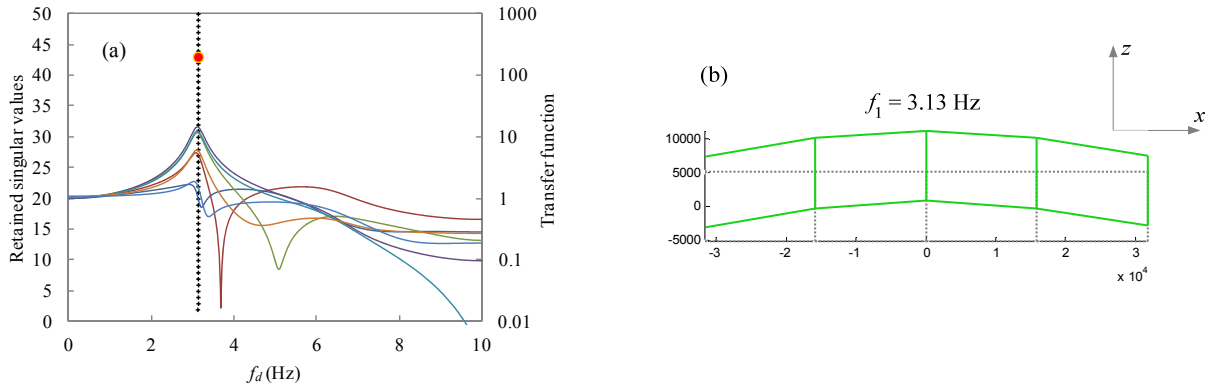 (a)
Retained singular values
50
45
40
35
30
25
20
15
10
5
0
0 2 4 6 8 10
f_d (Hz)
1000
100
10
1
0.1
0.01
Transfer function
(b)
f_1 = 3.13 Hz
z
x
10000
5000
0
-5000
-3 -2 -1 0 1 2 3
x 10^4